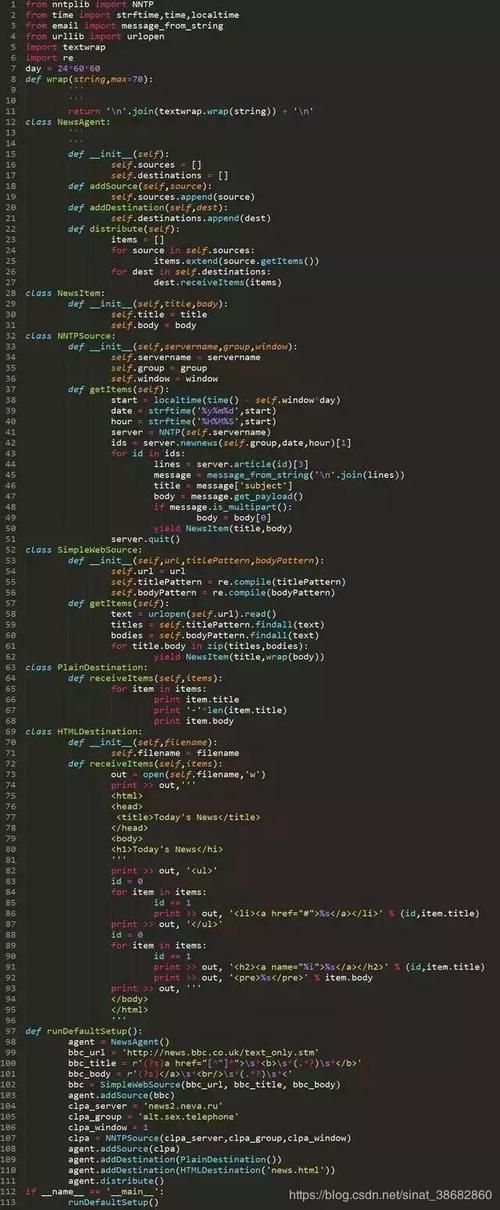 1 from nntplib import NNTP
2 from time import strftime,time,localtime
3 from email import message_from_string
4 from urllib import urlopen
5 import textwrap
6 import re
7 day = 24*60*60
8 def wrap(string,max=70):
9 '''
10 '''
11 return '\n'.join(textwrap.wrap(string)) + '\n'
12 class NewsAgent:
13 '''
14 '''
15 def __init__(self):
16 self.sources = []
17 self.destinations = []
18 def addSource(self,source):
19 self.sources.append(source)
20 def addDestination(self,dest):
21 self.destinations.append(dest)
22 def distribute(self):
23 items = []
24 for source in self.sources:
25 items.extend(source.getItems())
26 for dest in self.destinations:
27 dest.receiveItems(items)
28 class NewsItem:
29 def __init__(self,title,body):
30 self.title = title
31 self.body = body
32 class NNTPSource:
33 def __init__(self,servername,group,window):
34 self.servername = servername
35 self.group = group
36 self.window = window
37 def getItems(self):
38 start = localtime(time() - self.window*day)
39 date = strftime('%y%m%d',start)
40 hour = strftime('%H%M%S',start)
41 server = NNTP(self.servername)
42 ids = server.newnews(self.group,date,hour)[1]
43 for id in ids:
44 lines = server.article(id)[3]
45 message = message_from_string('\n'.join(lines))
46 title = message['subject']
47 body = message.get_payload()
48 if message.is_multipart():
49 body = body[0]
50 yield NewsItem(title,body)
51 server.quit()
52 class SimpleWebSource:
53 def __init__(self,url,titlePattern,bodyPattern):
54 self.url = url
55 self.titlePattern = re.compile(titlePattern)
56 self.bodyPattern = re.compile(bodyPattern)
57 def getItems(self):
58 text = urlopen(self.url).read()
59 titles = self.titlePattern.findall(text)
60 bodies = self.bodyPattern.findall(text)
61 for title.body in zip(titles,bodies):
62 yield NewsItem(title,wrap(body))
63 class PlainDestination:
64 def receiveItems(self,items):
65 for item in items:
66 print item.title
67 print '-'*len(item.title)
68 print item.body
69 class HTMLDestination:
70 def __init__(self,filename):
71 self.filename = filename
72 def receiveItems(self,items):
73 out = open(self.filename,'w')
74 print >> out,'''
75 <html>
76 <head>
77 <title>Today's News</title>
78 </head>
79 <body>
80 <h1>Today's News</hi>
81 '''
82 print >> out, '<ul>'
83 id = 0
84 for item in items:
85 id += 1
86 print >> out, '<li><a href="#">%s</a></li>' % (id,item.title)
87 print >> out, '</ul>'
88 id = 0
89 for item in items:
90 id += 1
91 print >> out, '<h2><a name="%i">%s</a></h2>' % (id,item.title)
92 print >> out, '<pre>%s</pre>' % item.body
93 print >> out, '''
94 </body>
95 </html>
96 '''
97 def runDefaultSetup():
98 agent = NewsAgent()
99 bbc_url = 'http://news.bbc.co.uk/text_only.stm'
100 bbc_title = r'(?s)a href="[^"]*">\s*<b>\s*(.*?)\s*</b>'
101 bbc_body = r'(?s)</a>\s*<br/>\s*(.*?)\s*<'
102 bbc = SimpleWebSource(bbc_url, bbc_title, bbc_body)
103 agent.addSource(bbc)
104 clpa_server = 'news2.neva.ru'
105 clpa_group = 'alt.sex.telephone'
106 clpa_window = 1
107 clpa = NNTPSource(clpa_server,clpa_group,clpa_window)
108 agent.addSource(clpa)
109 agent.addDestination(PlainDestination())
110 agent.addDestination(HTMLDestination('news.html'))
111 agent.distribute()
112 if __name__ == '__main__':
113 runDefaultSetup()
https://blog.csdn.net/sinat_38682860